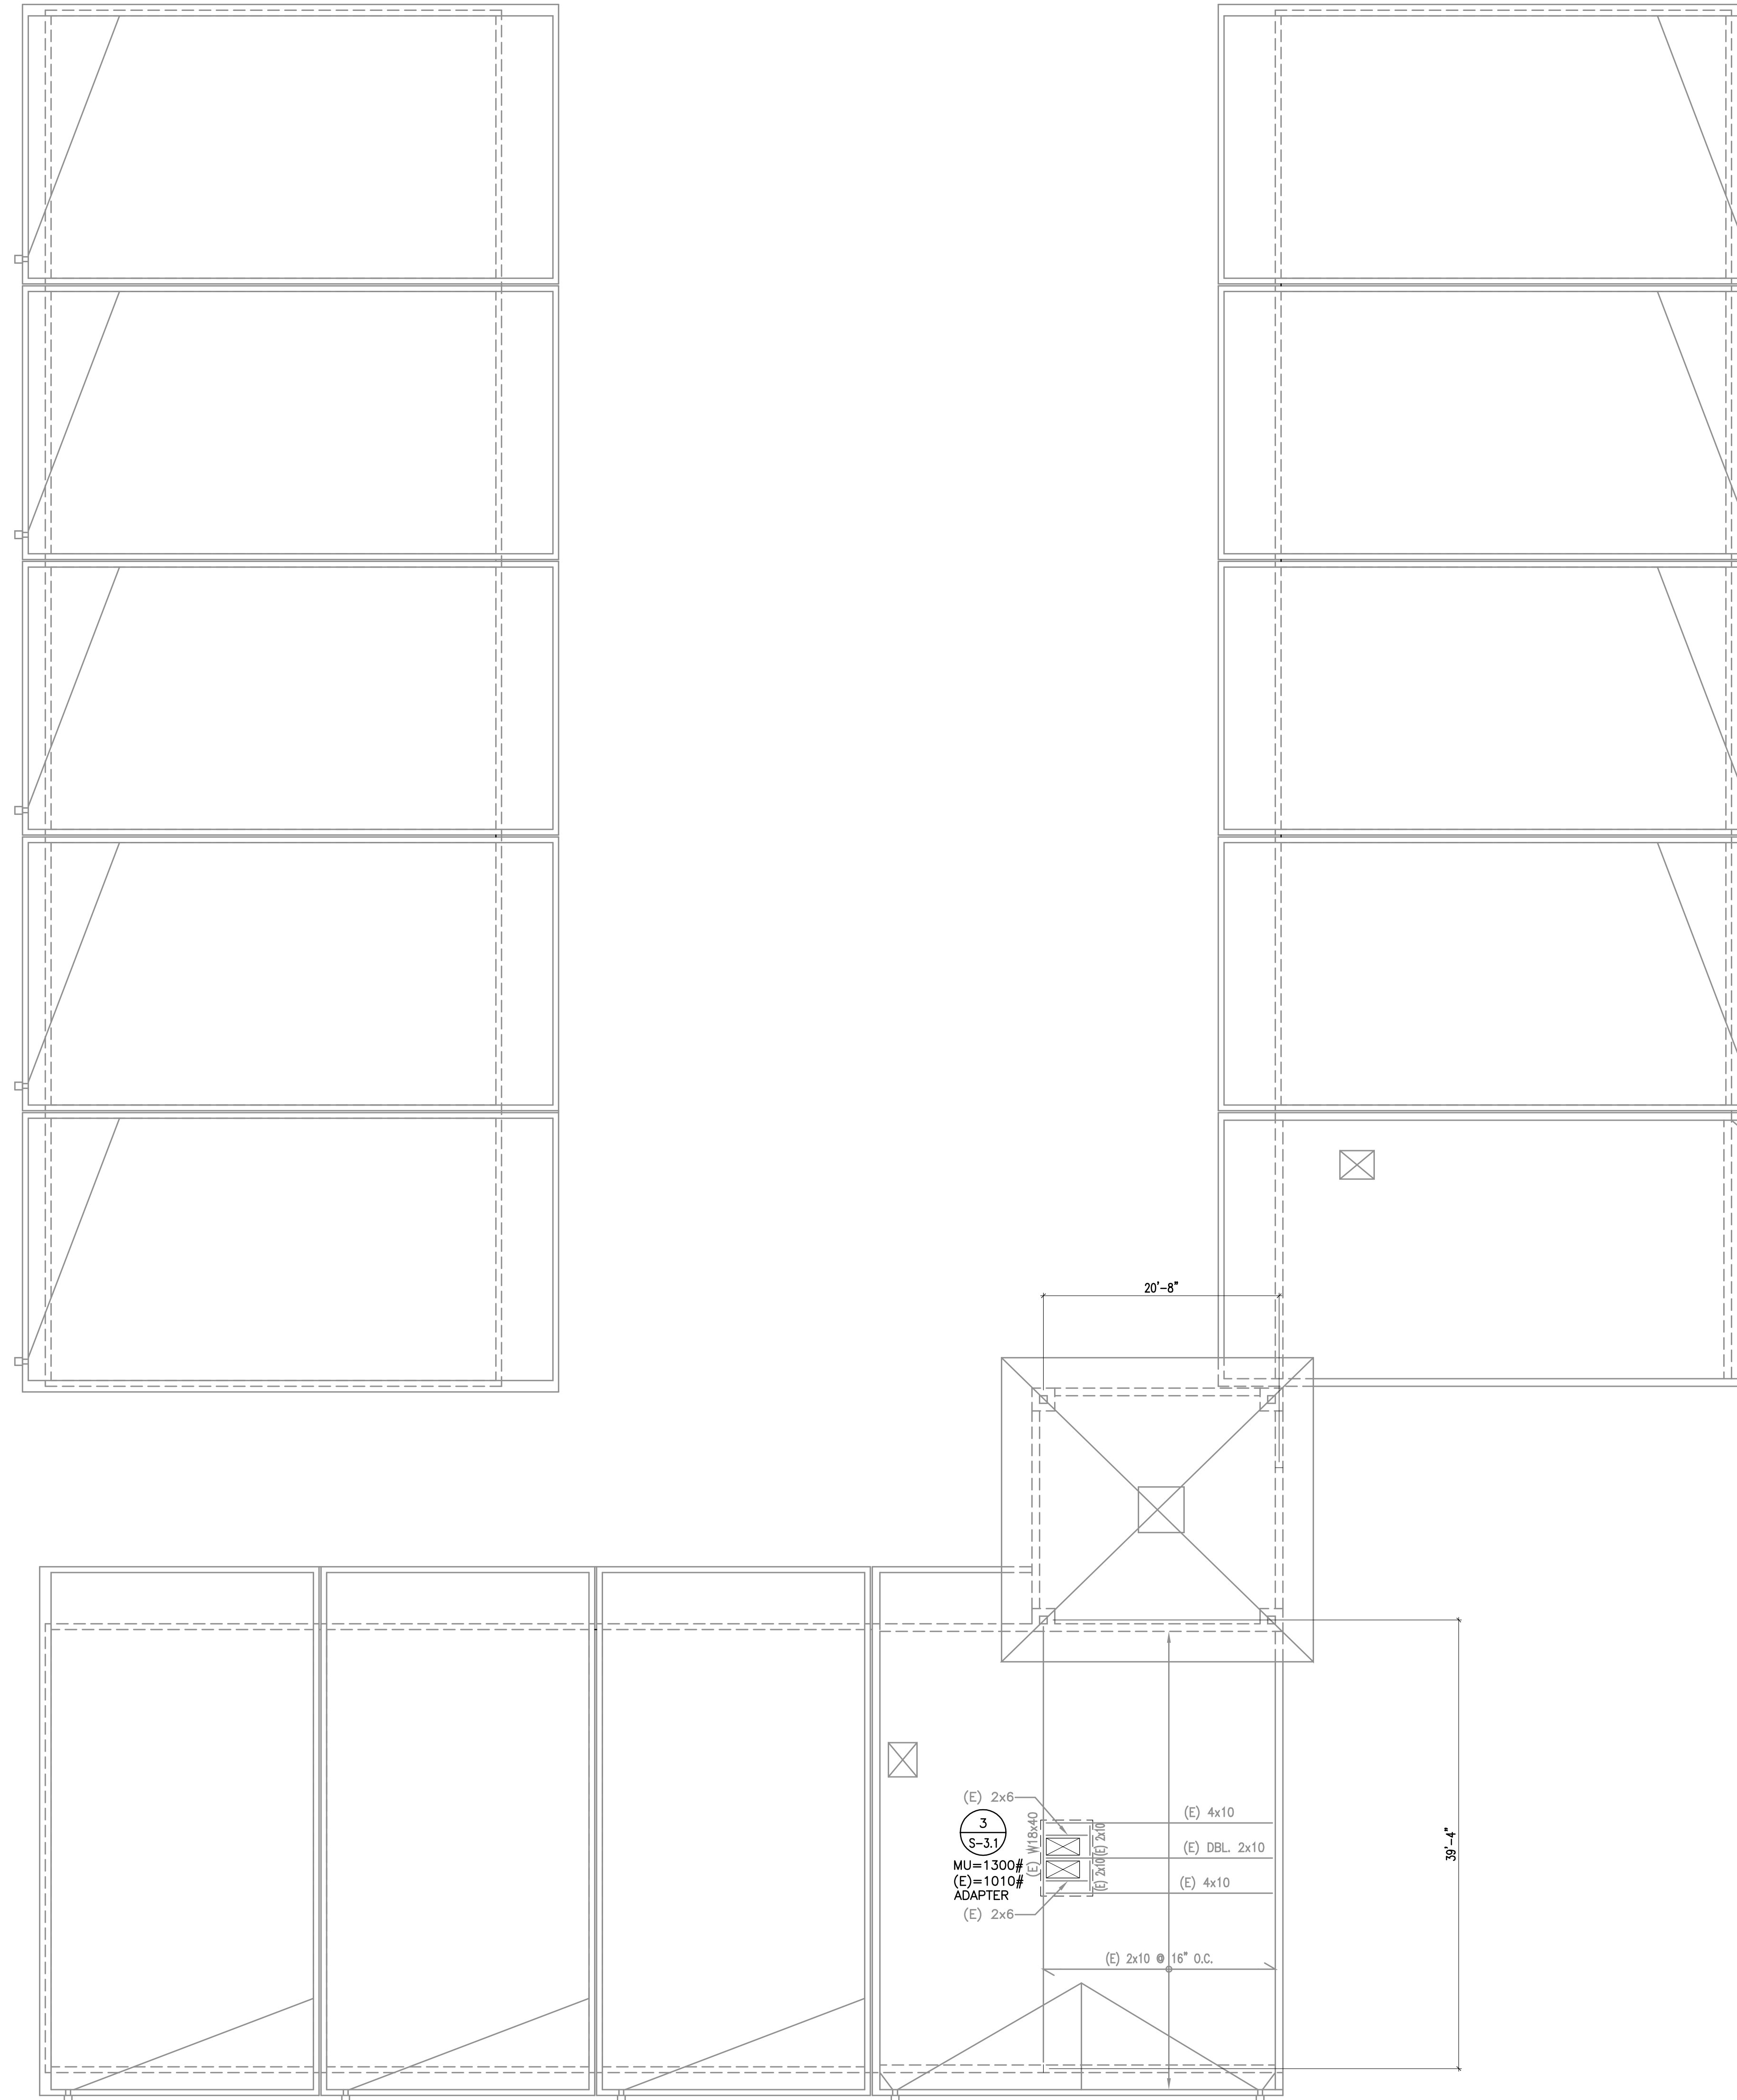 20'-8"
(E) 2x6
3
S-3.1
MU=1300#
(E)=1010#
ADAPTER
(E) 2x6
(E) W18x40
(E) 2x10
(E) 2x10
(E) 4x10
(E) DBL. 2x10
(E) 4x10
39'-4"
(E) 2x10 @ 16" O.C.